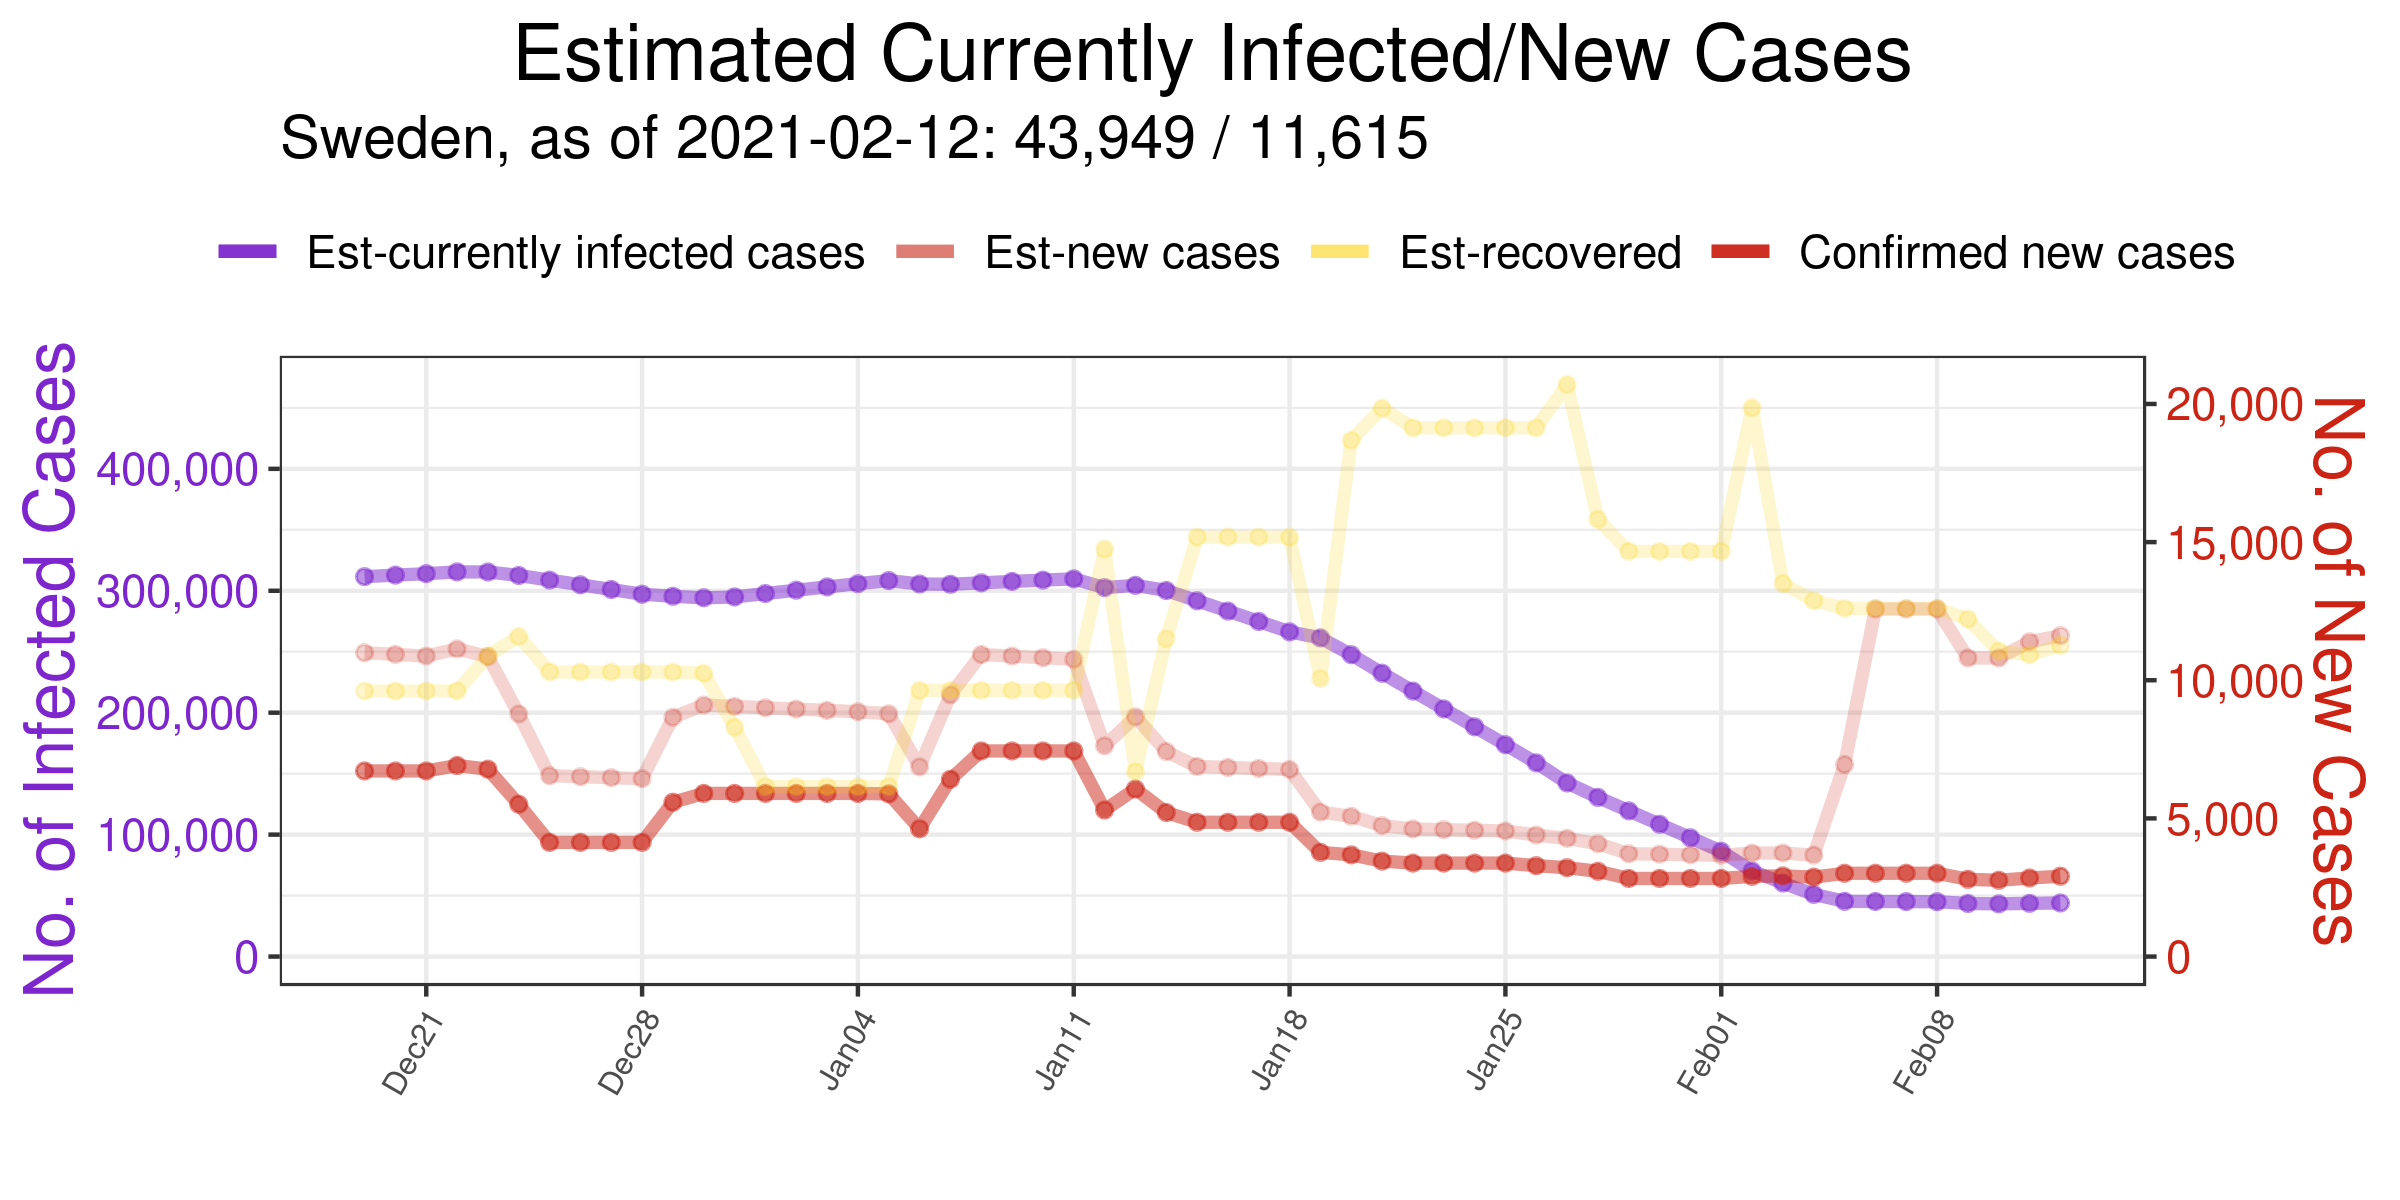 Estimated Currently Infected/New Cases
Sweden, as of 2021-02-12: 43,949 / 11,615
Est-currently infected cases Est-new cases Est-recovered Confirmed new cases
No. of Infected Cases
400,000
300,000
200,000
100,000
0
20,000
15,000
10,000
5,000
0
No. of New Cases
Dec21 Dec28 Jan04 Jan11 Jan18 Jan25 Feb01 Feb08